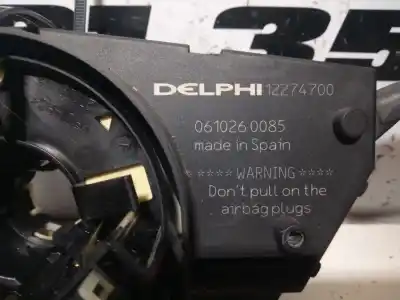 DELPHI 12274700
061026 0085
made in Spain
**** WARNING ****
Don't pull on the
airbag plugs